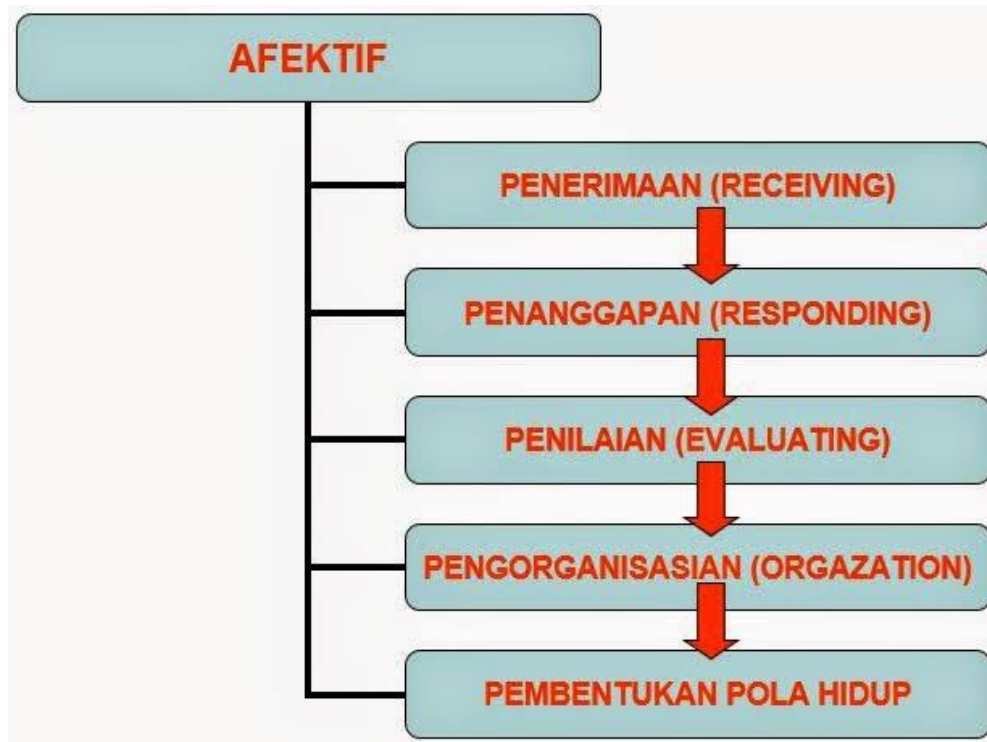 AFEKTIF
PENERIMAAN (RECEIVING)
PENANGGAPAN (RESPONDING)
PENILAIAN (EVALUATING)
PENGORGANISASIAN (ORGAZATION)
PEMBENTUKAN POLA HIDUP